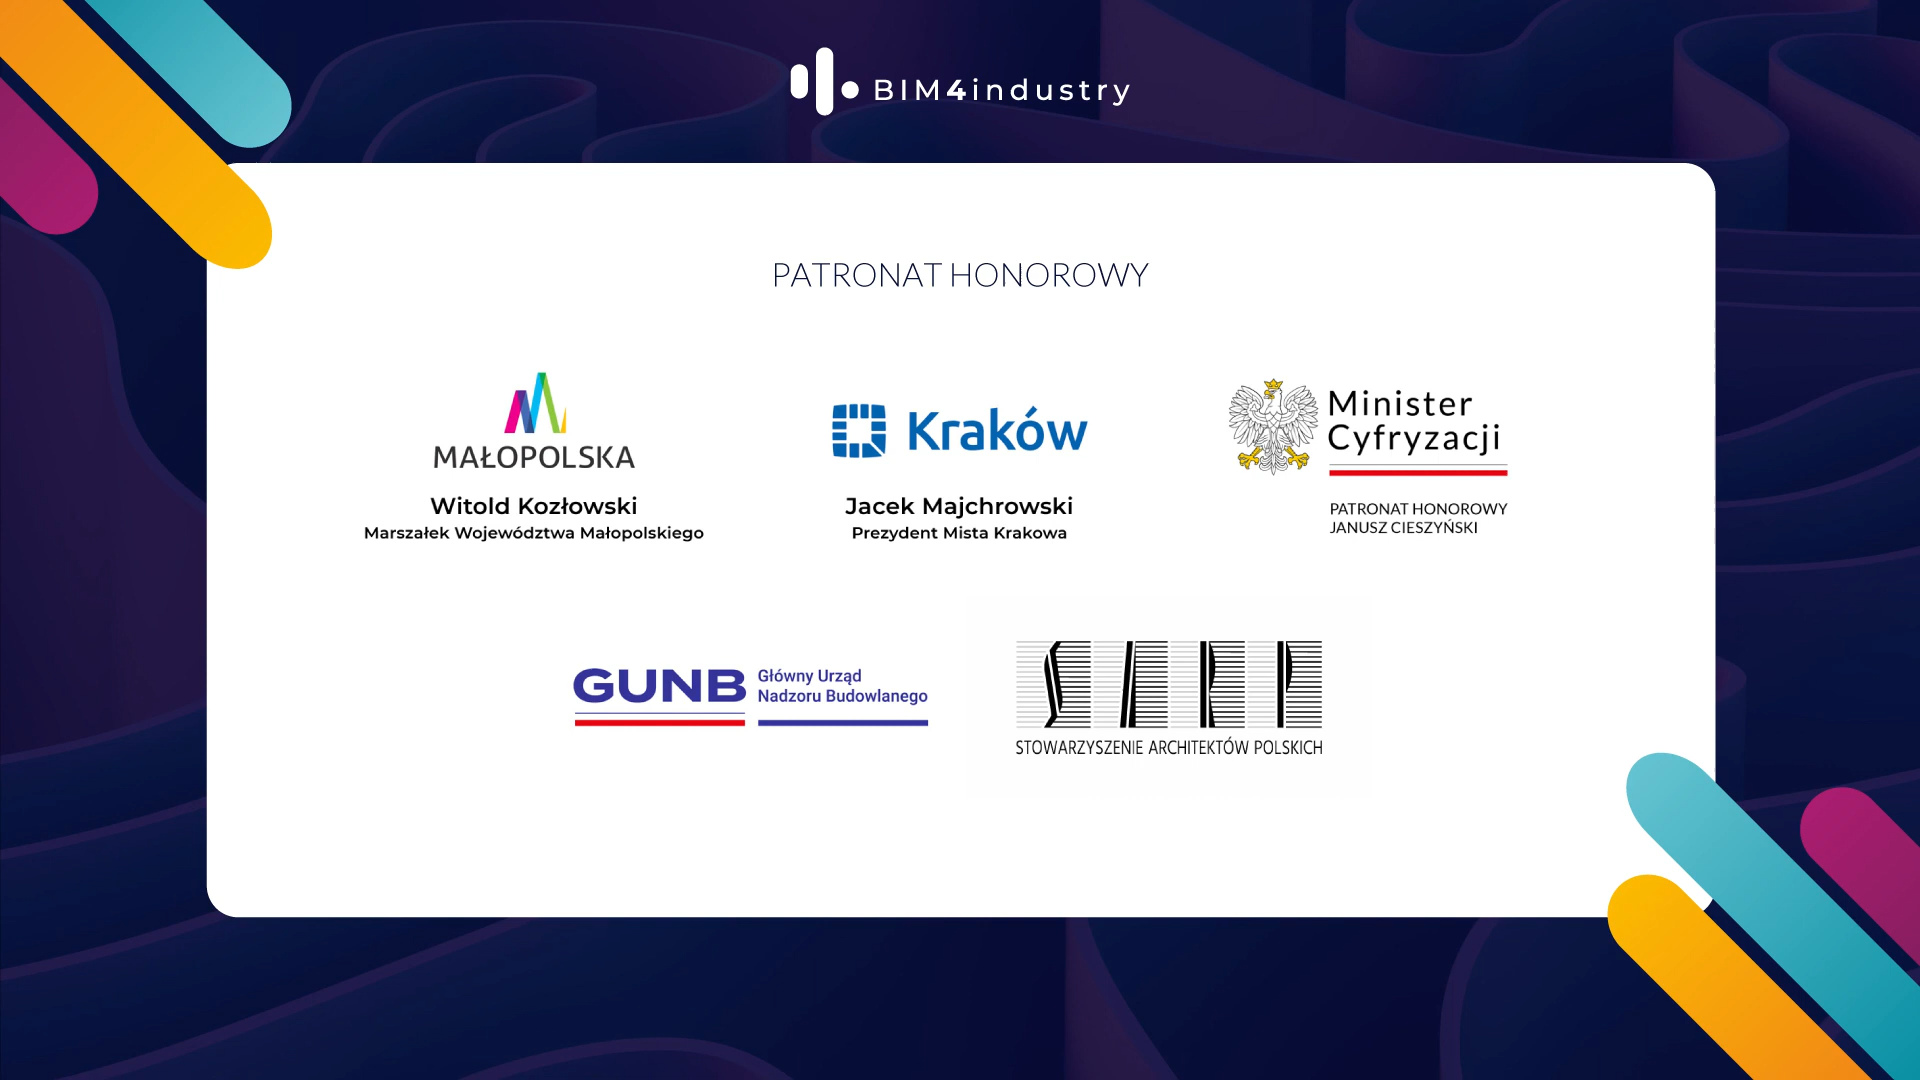 BIM4industry
PATRONAT HONOROWY
MAŁOPOLSKA
Witold Kozłowski
Marszałek Województwa Małopolskiego
Kraków
Jacek Majchrowski
Prezydent Mista Krakowa
Minister
Cyfryzacji
PATRONAT HONOROWY
JANUSZ CIESZYŃSKI
GUNB
Główny Urząd
Nadzoru Budowlanego
SARP
STOWARZYSZENIE ARCHITEKTÓW POLSKICH